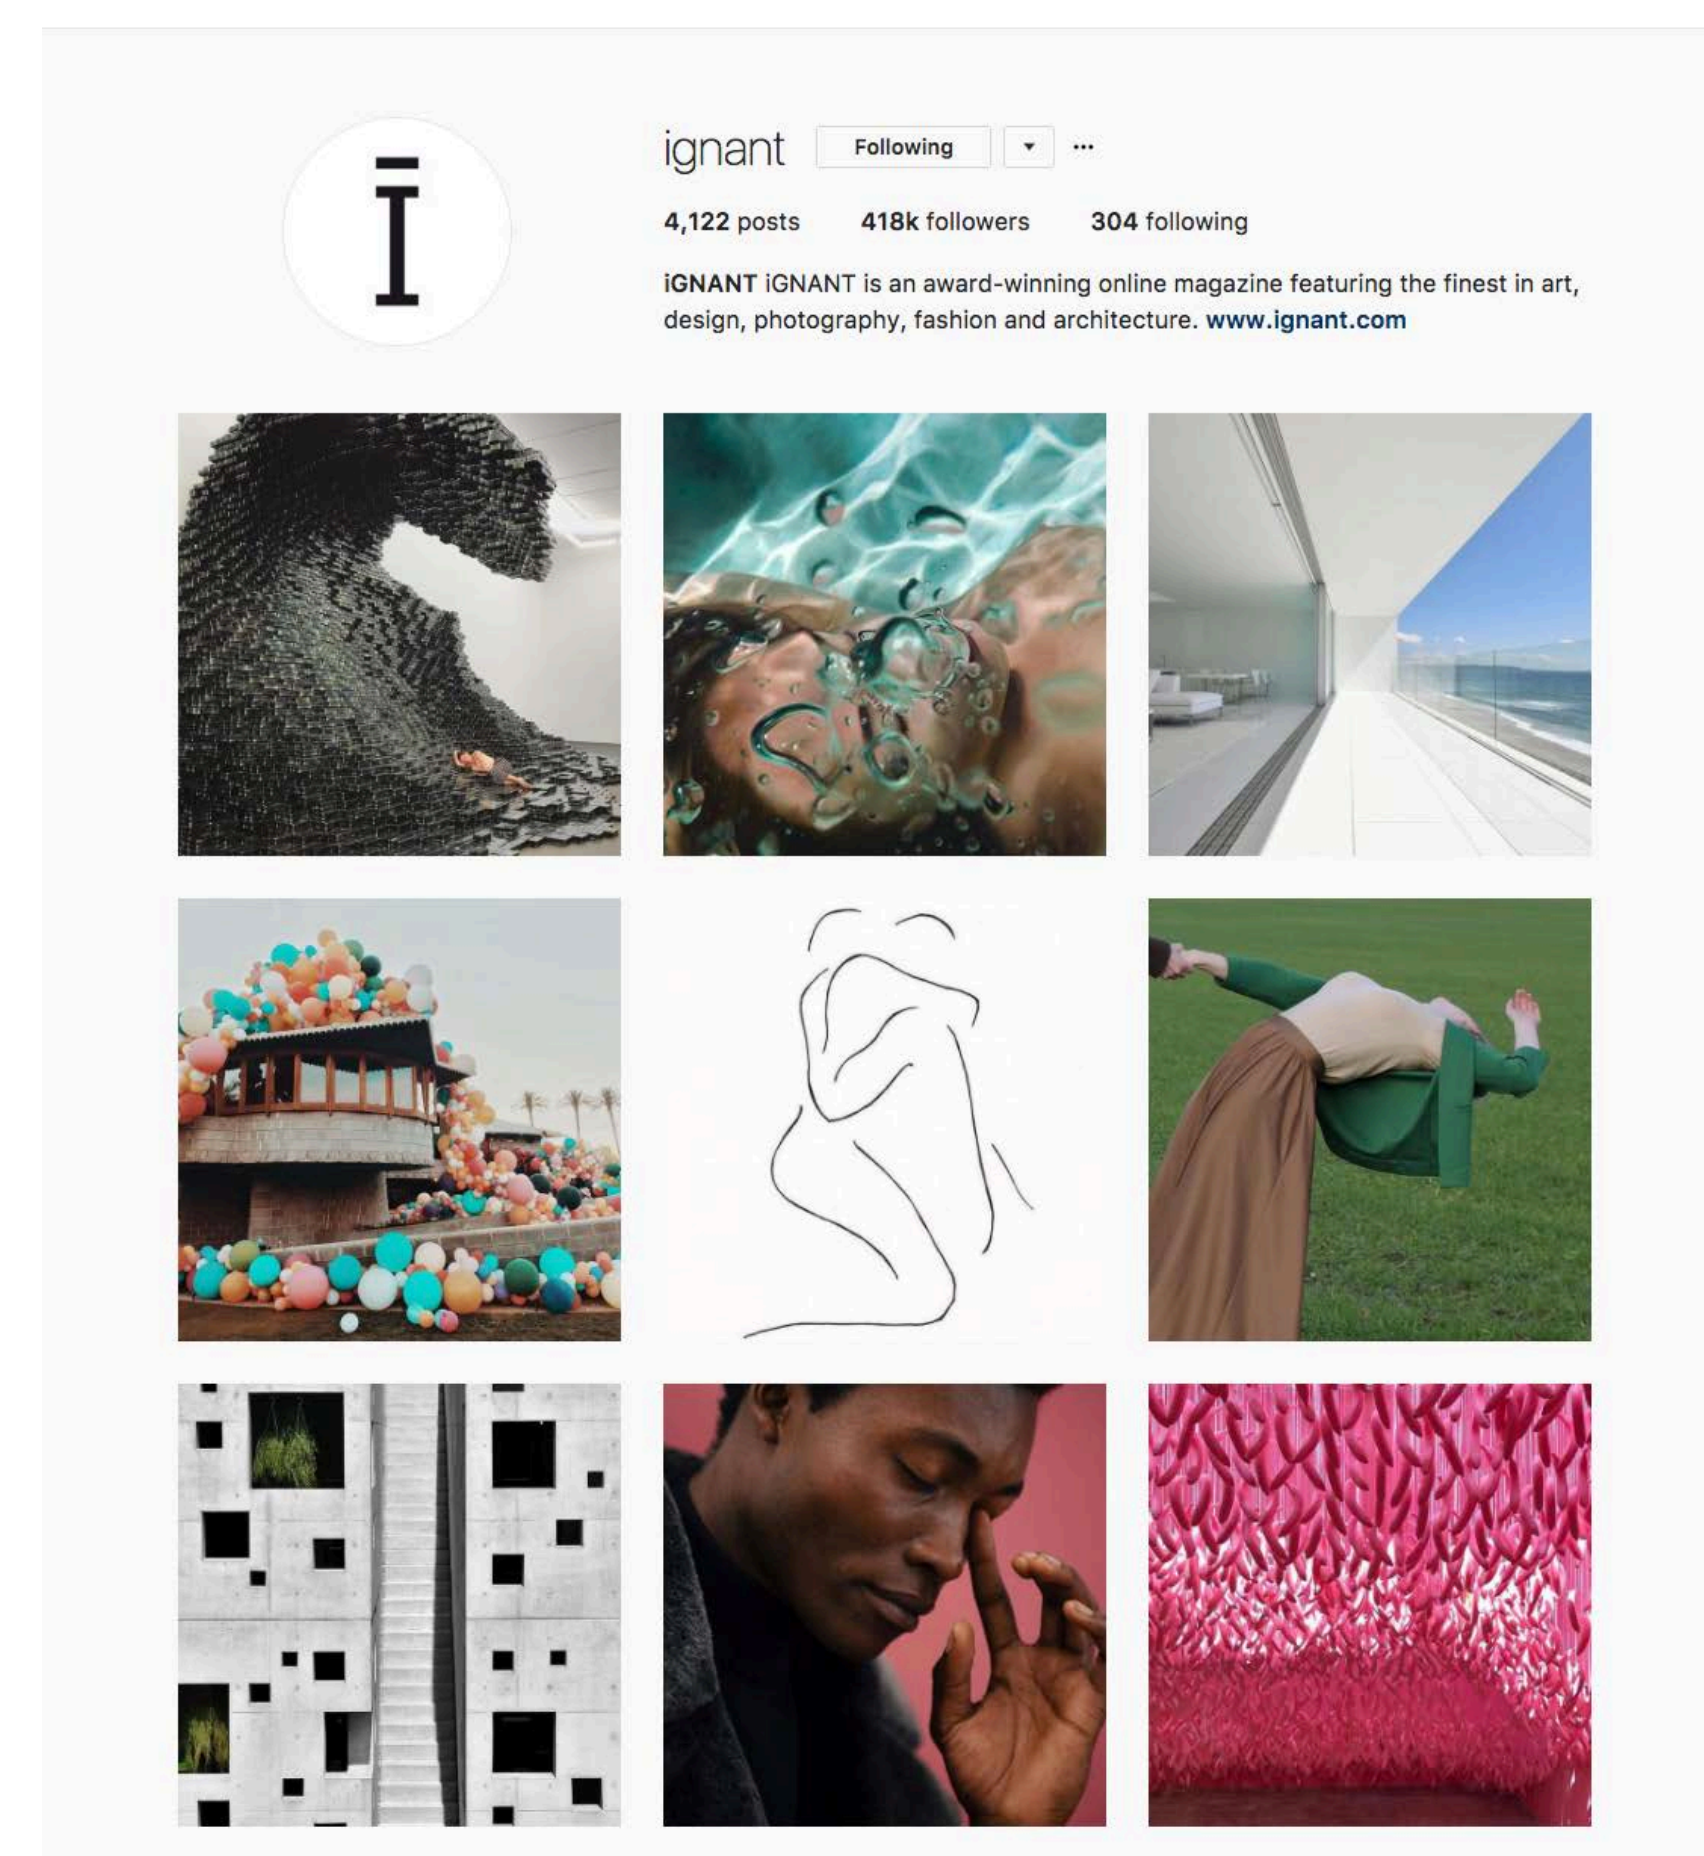 Ī
ignant Following
4,122 posts 418k followers 304 following
iGNANT iGNANT is an award-winning online magazine featuring the finest in art,
design, photography, fashion and architecture. www.ignant.com